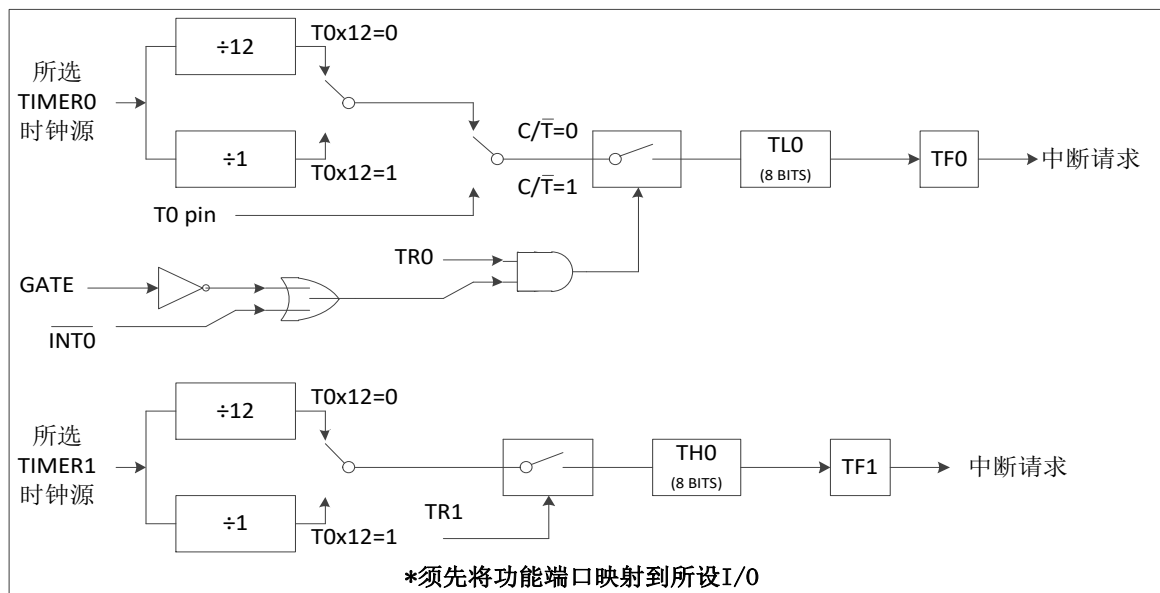 ÷12
T0x12=0
所选
TIMER0
时钟源
÷1
T0x12=1
C/T̅=0
C/T̅=1
TL0
(8 BITS)
TF0
中断请求
T0 pin
TR0
GATE
I̅N̅T̅0̅
÷12
T0x12=0
所选
TIMER1
时钟源
÷1
T0x12=1
TR1
TH0
(8 BITS)
TF1
中断请求
*须先将功能端口映射到所设I/O